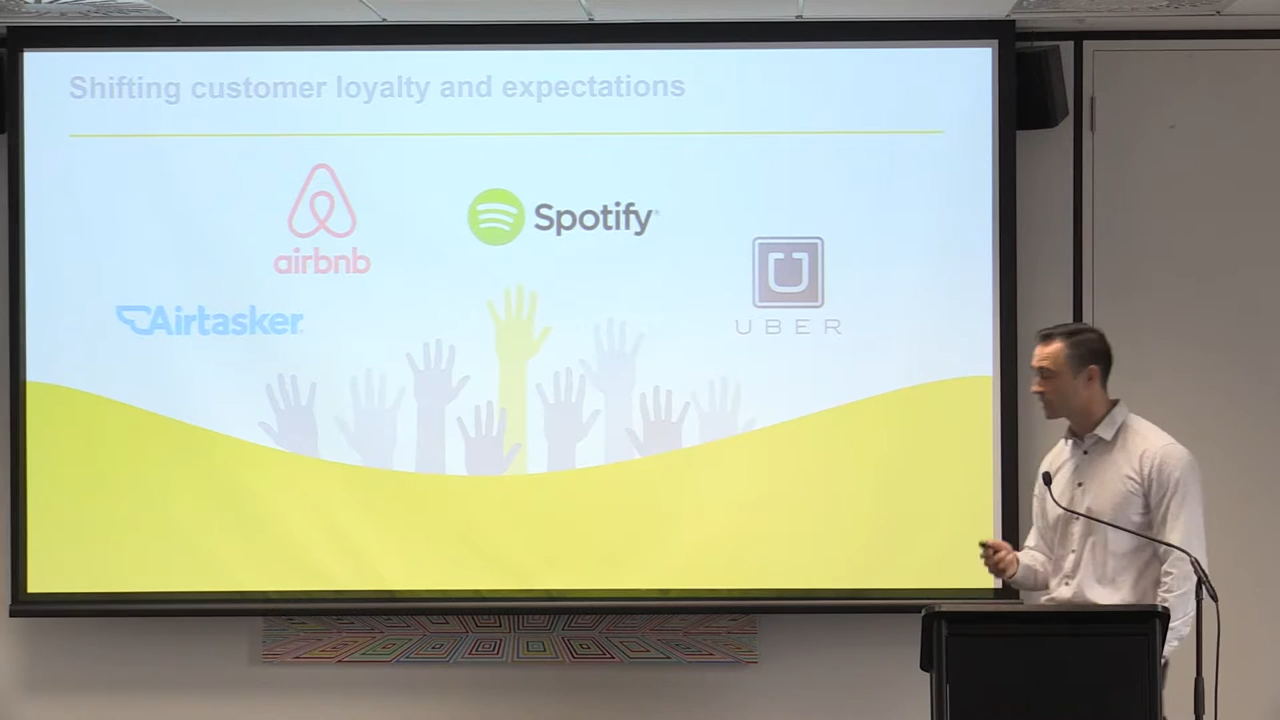 Shifting customer loyalty and expectations
airbnb
Spotify®
UBER
Airtasker